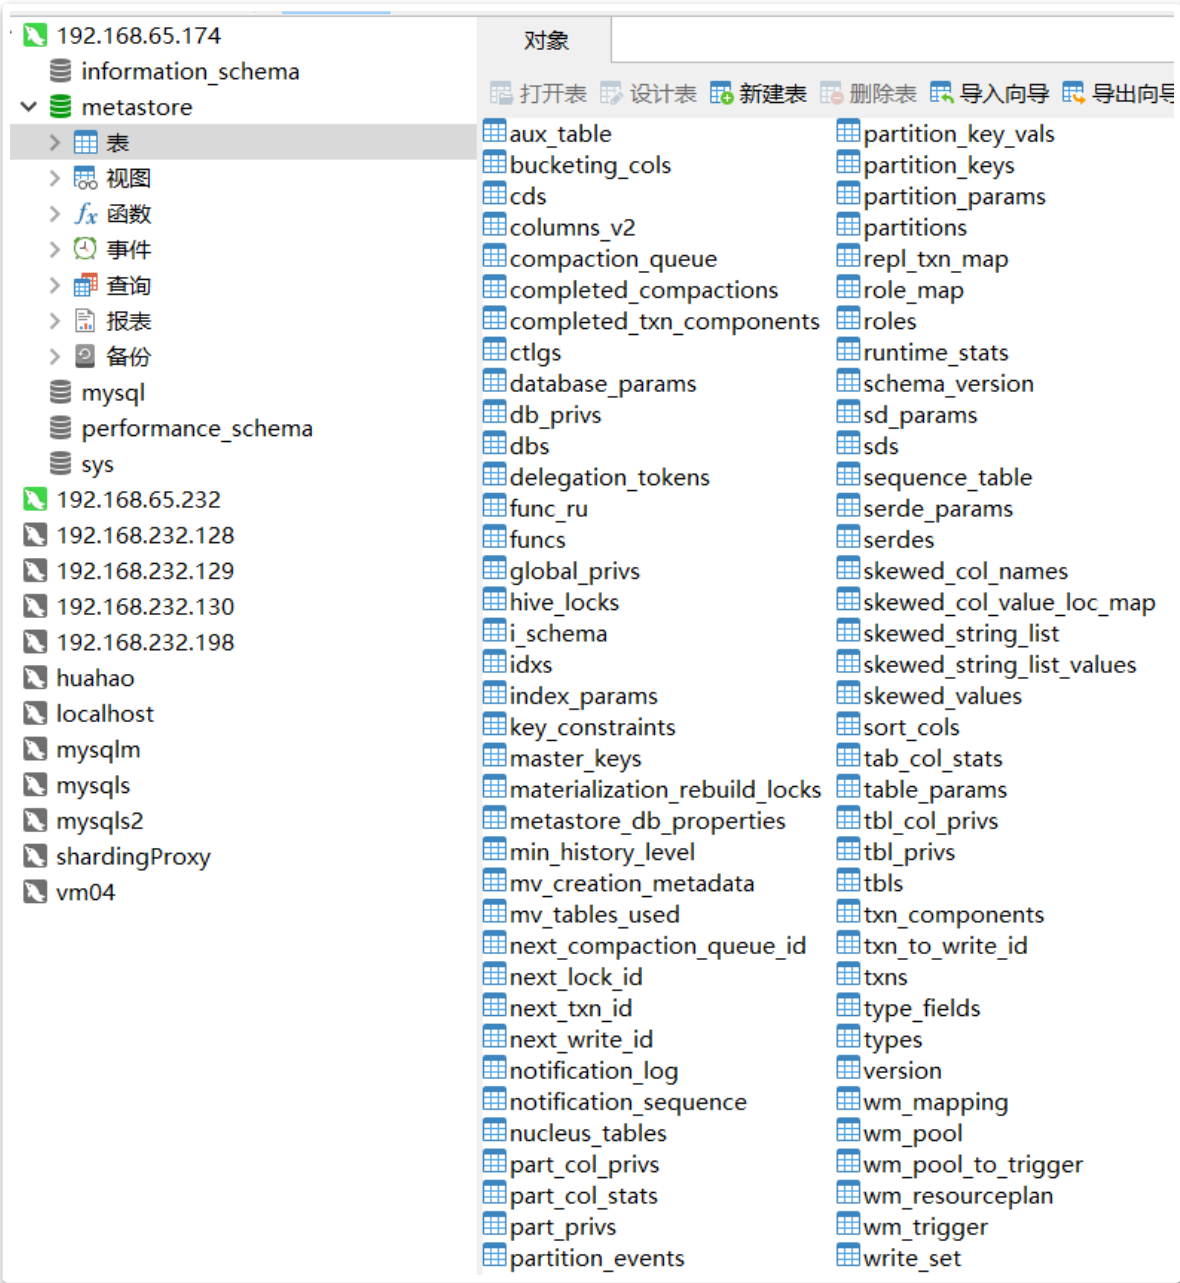 192.168.65.174
information_schema
metastore
表
视图
fx 函数
事件
查询
报表
备份
mysql
performance_schema
sys
192.168.65.232
192.168.232.128
192.168.232.129
192.168.232.130
192.168.232.198
huahao
localhost
mysqlm
mysqls
mysqls2
shardingProxy
vm04
对象
打开表 设计表 新建表 删除表 导入向导 导出向导
aux_table
bucketing_cols
cds
columns_v2
compaction_queue
completed_compactions
completed_txn_components
ctlgs
database_params
db_privs
dbs
delegation_tokens
func_ru
funcs
global_privs
hive_locks
i_schema
idxs
index_params
key_constraints
master_keys
materialization_rebuild_locks
metastore_db_properties
min_history_level
mv_creation_metadata
mv_tables_used
next_compaction_queue_id
next_lock_id
next_txn_id
next_write_id
notification_log
notification_sequence
nucleus_tables
part_col_privs
part_col_stats
part_privs
partition_events
partition_key_vals
partition_keys
partition_params
partitions
repl_txn_map
role_map
roles
runtime_stats
schema_version
sd_params
sds
sequence_table
serde_params
serdes
skewed_col_names
skewed_col_value_loc_map
skewed_string_list
skewed_string_list_values
skewed_values
sort_cols
tab_col_stats
table_params
tbl_col_privs
tbl_privs
tbls
txn_components
txn_to_write_id
txns
type_fields
types
version
wm_mapping
wm_pool
wm_pool_to_trigger
wm_resourceplan
wm_trigger
write_set